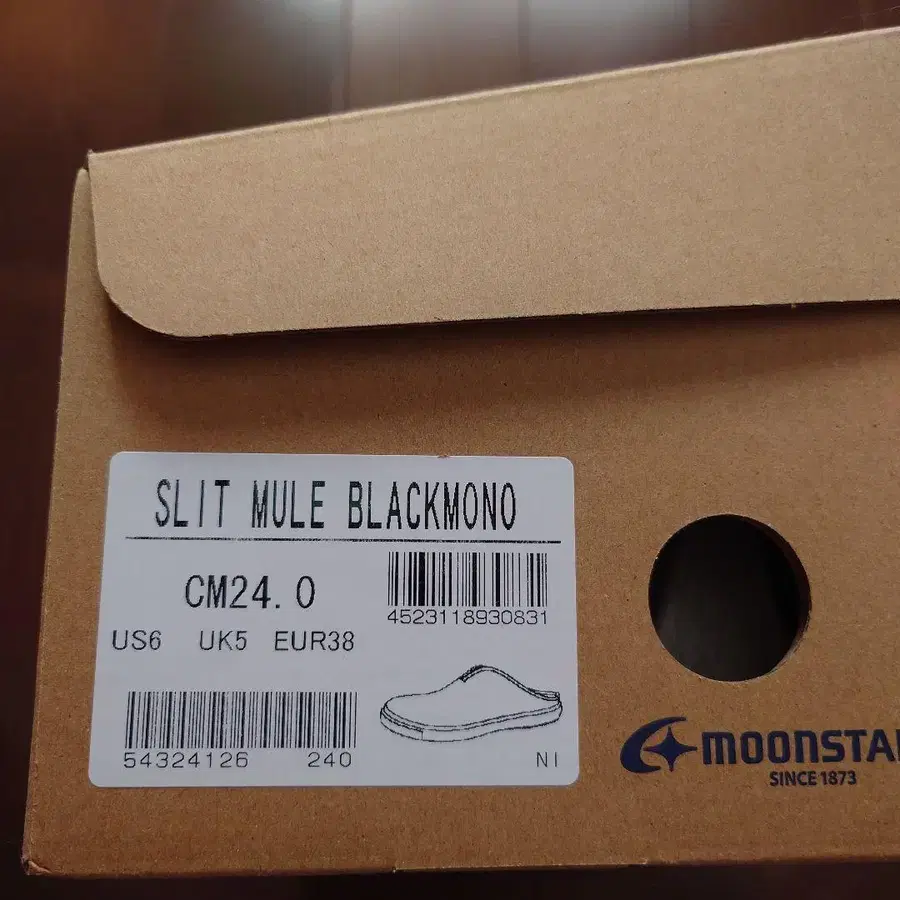 SLIT MULE BLACKMONO
CM24.0
4523118930831
US6 UK5 EUR38
54324126 240
NI
MOONSTA
SINCE 1873